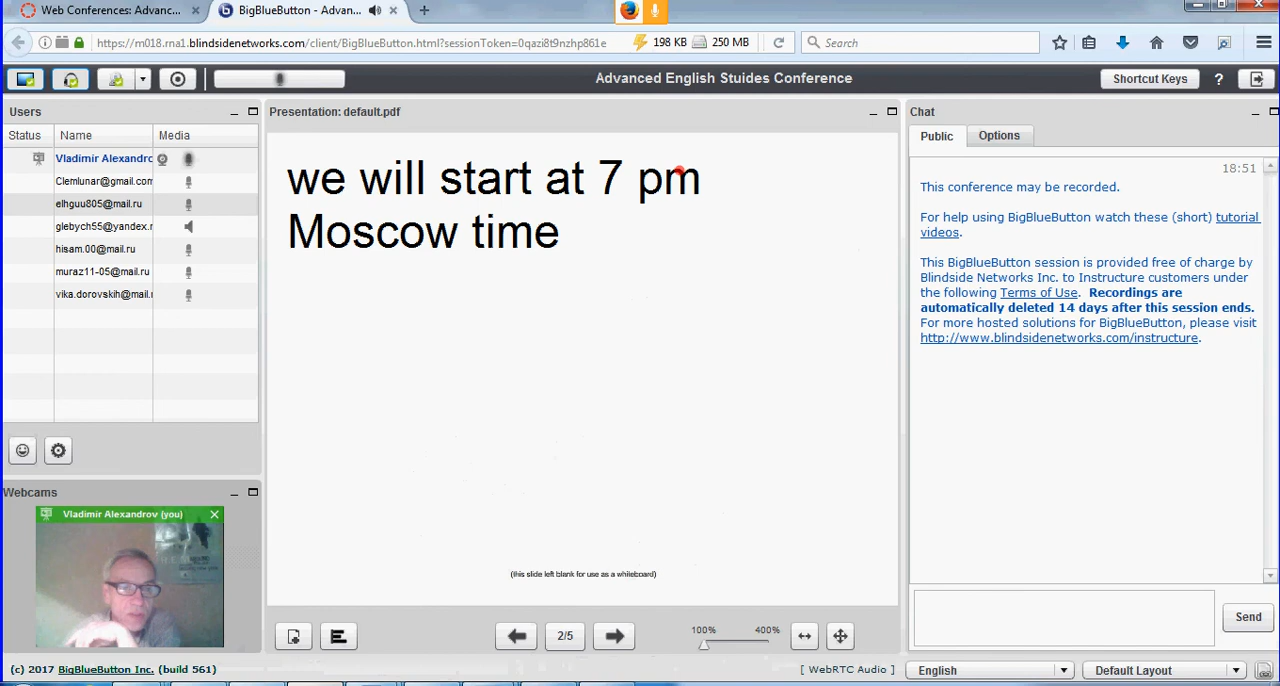 Web Conferences: Advanc...
BigBlueButton - Advan...
https://m018.rna1.blindsidenetworks.com/client/BigBlueButton.html?sessionToken=0qazi8t9nzhp861e
198 KB
250 MB
Search
Advanced English Stuides Conference
Shortcut Keys
?
Users
Status Name Media
Vladimir Alexandro
Clemlunar@gmail.com
elhguu805@mail.ru
glebych55@yandex.r
hisam.00@mail.ru
muraz11-05@mail.ru
vika.dorovskih@mail.r
Webcams
Vladimir Alexandrov (you)
Presentation: default.pdf
we will start at 7 pm
Moscow time
(this slide left blank for use as a whiteboard)
2/5
100% 400%
Chat
Public Options
18:51
This conference may be recorded.
For help using BigBlueButton watch these (short) tutorial
videos.
This BigBlueButton session is provided free of charge by
Blindside Networks Inc. to Instructure customers under
the following Terms of Use. Recordings are
automatically deleted 14 days after this session ends.
For more hosted solutions for BigBlueButton, please visit
http://www.blindsidenetworks.com/instructure.
Send
(c) 2017 BigBlueButton Inc. (build 561)
[ WebRTC Audio ]
English
Default Layout